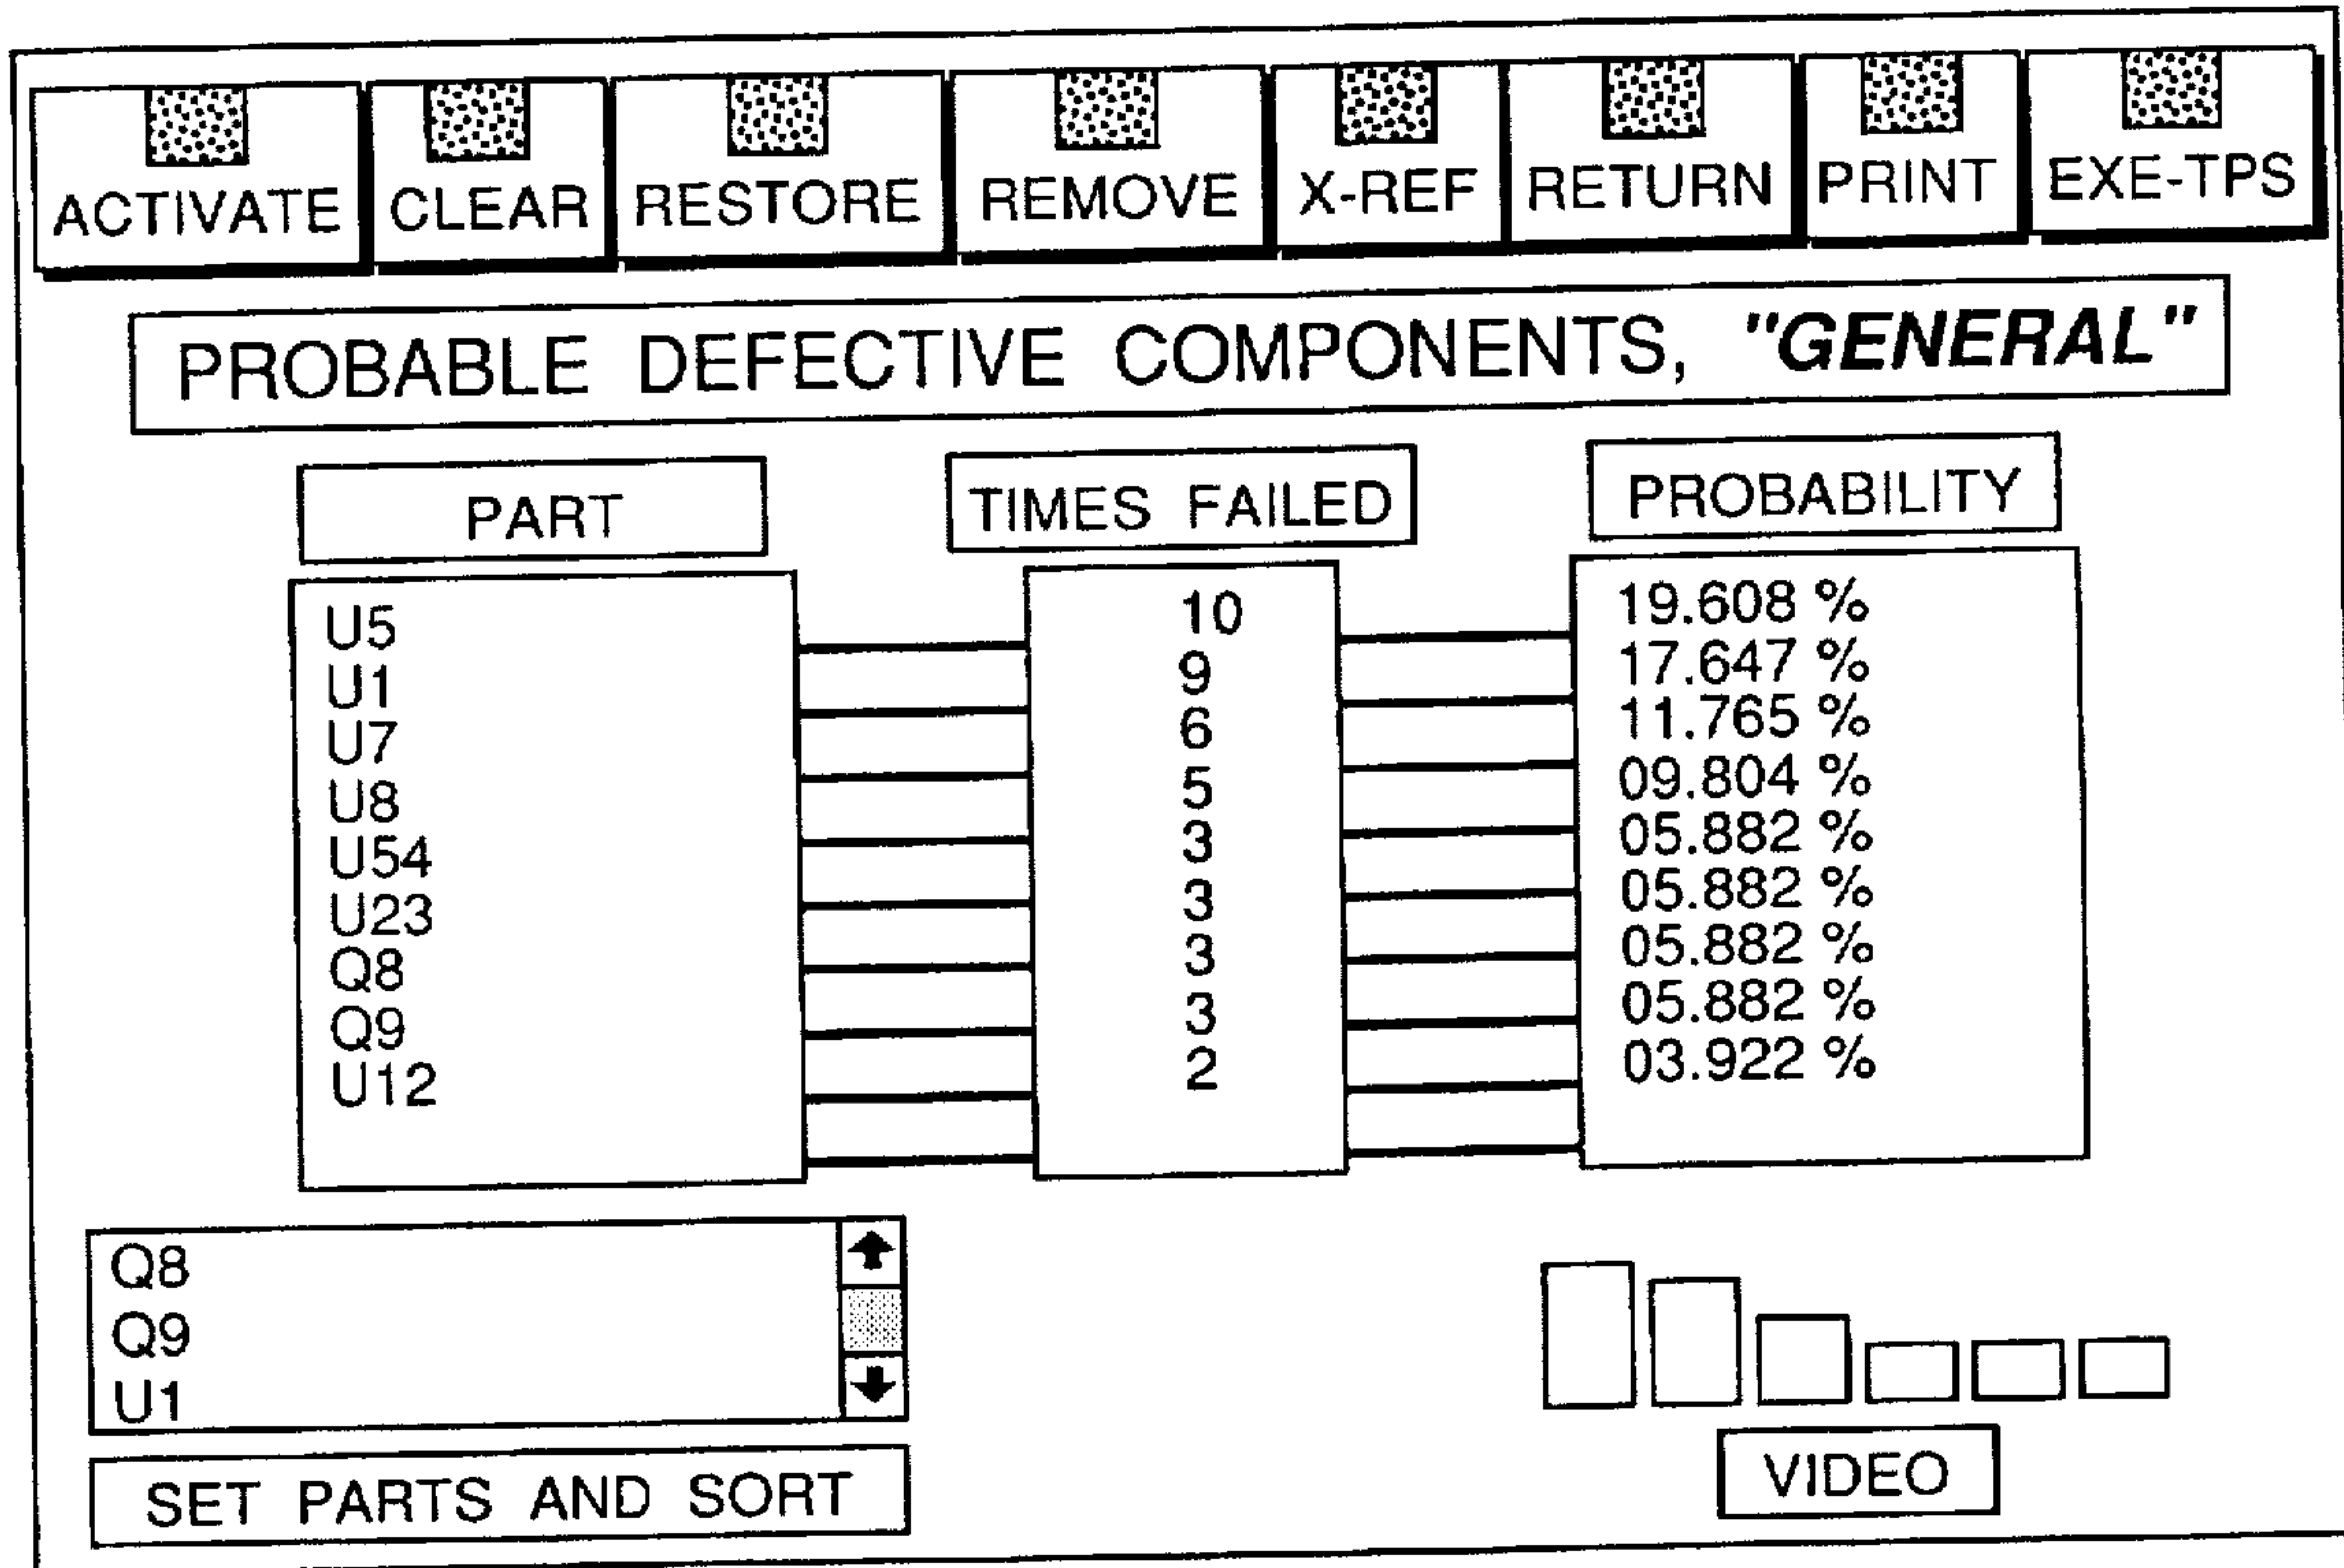 ACTIVATE CLEAR RESTORE REMOVE X-REF RETURN PRINT EXE-TPS
PROBABLE DEFECTIVE COMPONENTS, "GENERAL"
PART TIMES FAILED PROBABILITY
U5 10 19.608 %
U1 9 17.647 %
U7 6 11.765 %
U8 5 09.804 %
U54 3 05.882 %
U23 3 05.882 %
Q8 3 05.882 %
Q9 3 05.882 %
U12 2 03.922 %
Q8
Q9
U1
SET PARTS AND SORT
VIDEO